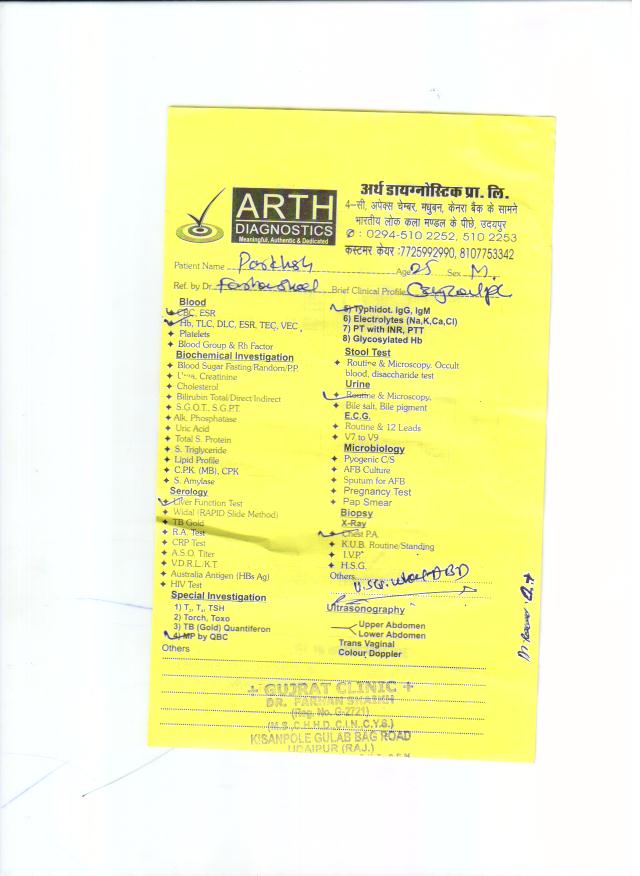 ARTH
DIAGNOSTICS
Meaningful, Authentic & Dedicated
अर्थ डायग्नोस्टिक प्रा. लि.
4–सी, अपेक्स चेम्बर, मधुबन, केनरा बैंक के सामने
भारतीय लोक कला मण्डल के पीछे, उदयपुर
: 0294-510 2252, 510 2253
कस्टमर केयर :7725992990, 8107753342
Patient Name Age 25 Sex M.
Ref. by Dr. Brief Clinical Profile
Blood
CBC, ESR
Hb, TLC, DLC, ESR, TEC, VEC
Platelets
Blood Group & Rh Factor
Biochemical Investigation
Blood Sugar Fasting/Random/P.P.
Urea, Creatinine
Cholesterol
Bilirubin Total/Direct/Indirect
S.G.O.T., S.G.P.T.
Alk. Phosphatase
Uric Acid
Total S. Protein
S. Triglyceride
Lipid Profile
C.P.K. (MB), CPK
S. Amylase
Serology
Liver Function Test
Widal (RAPID Slide Method)
TB Gold
R.A. Test
CRP Test
A.S.O. Titer
V.D.R.L./K.T.
Australia Antigen (HBs Ag)
HIV Test
Special Investigation
1) T₃, T₄, TSH
2) Torch, Toxo
3) TB (Gold) Quantiferon
4) MP by QBC
Others
5) Typhidot. IgG, IgM
6) Electrolytes (Na,K,Ca,Cl)
7) PT with INR, PTT
8) Glycosylated Hb
Stool Test
Routine & Microscopy, Occult
blood, disaccharide test
Urine
Routine & Microscopy.
Bile salt, Bile pigment
E.C.G.
Routine & 12 Leads
V7 to V9
Microbiology
Pyogenic C/S
AFB Culture
Sputum for AFB
Pregnancy Test
Pap Smear
Biopsy
X-Ray
Chest P.A.
K.U.B. Routine/Standing
I.V.P.
H.S.G.
Others
Ultrasonography
Upper Abdomen
Lower Abdomen
Trans Vaginal
Colour Doppler
+ GUJRAT CLINIC +
DR. FARHAN SHAIKH
(Reg. No. G-2721)
(M.S.,C.H.H.D.,C.I.N.,C.Y.S.)
KISANPOLE GULAB BAG ROAD
UDAIPUR (RAJ.)